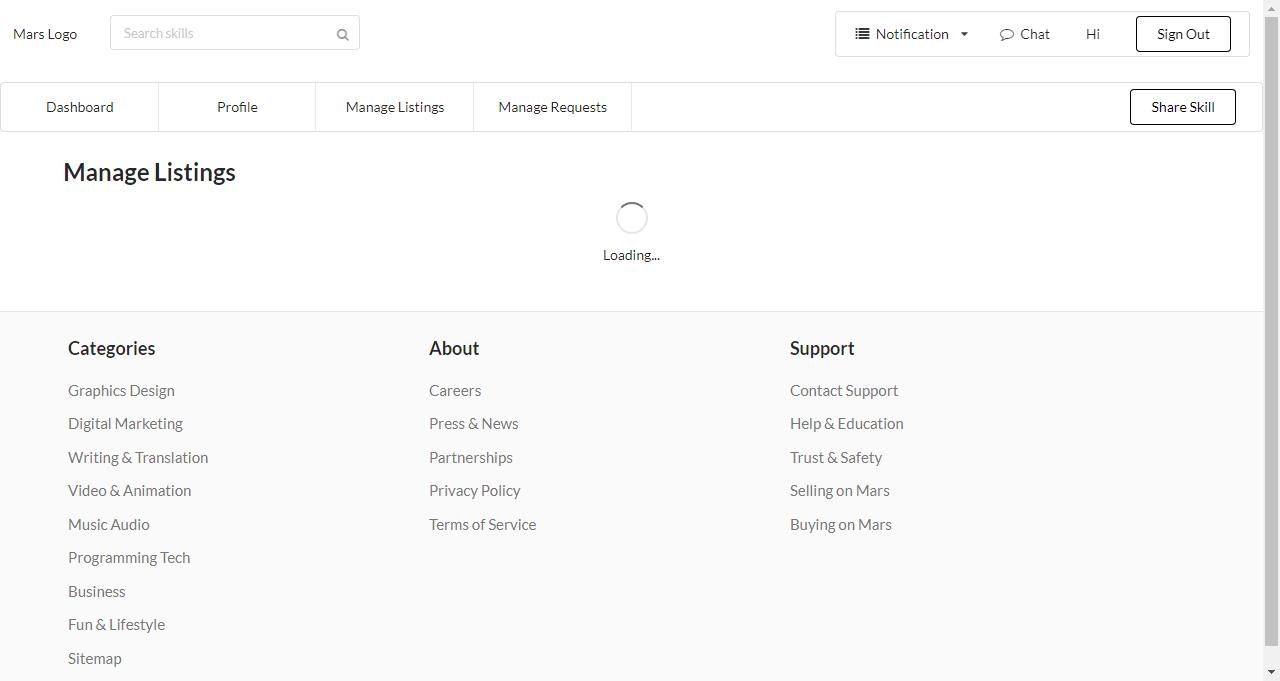 Mars Logo
Search skills
Notification
Chat
Hi
Sign Out
Dashboard
Profile
Manage Listings
Manage Requests
Share Skill
Manage Listings
Loading...
Categories
Graphics Design
Digital Marketing
Writing & Translation
Video & Animation
Music Audio
Programming Tech
Business
Fun & Lifestyle
Sitemap
About
Careers
Press & News
Partnerships
Privacy Policy
Terms of Service
Support
Contact Support
Help & Education
Trust & Safety
Selling on Mars
Buying on Mars